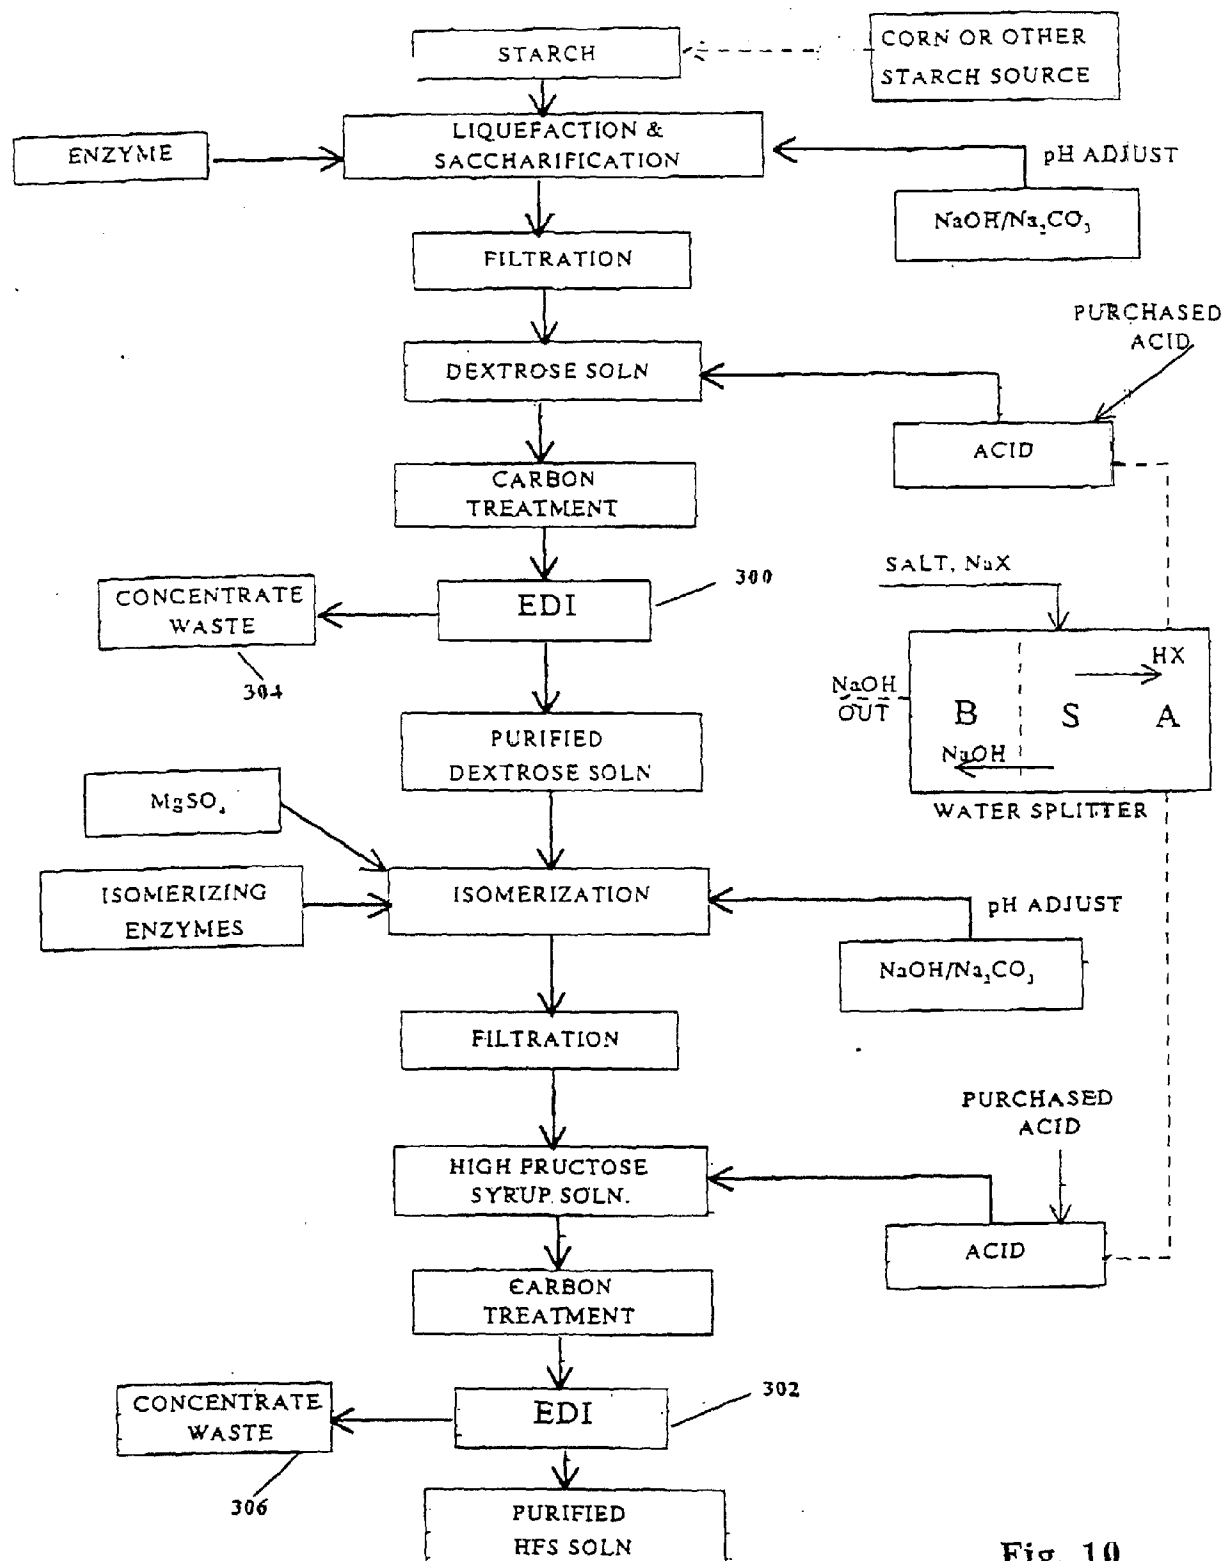 STARCH
CORN OR OTHER
STARCH SOURCE
ENZYME
LIQUEFACTION &
SACCHARIFICATION
pH ADJUST
NaOH/Na₂CO₃
FILTRATION
PURCHASED
ACID
DEXTROSE SOLN
ACID
CARBON
TREATMENT
SALT, NaX
300
EDI
CONCENTRATE
WASTE
304
HX
NaOH
OUT
B
S
A
NaOH
WATER SPLITTER
PURIFIED
DEXTROSE SOLN
MgSO₄
ISOMERIZING
ENZYMES
ISOMERIZATION
pH ADJUST
NaOH/Na₂CO₃
FILTRATION
PURCHASED
ACID
HIGH FRUCTOSE
SYRUP SOLN.
ACID
CARBON
TREATMENT
302
EDI
CONCENTRATE
WASTE
306
PURIFIED
HFS SOLN
Fig. 10